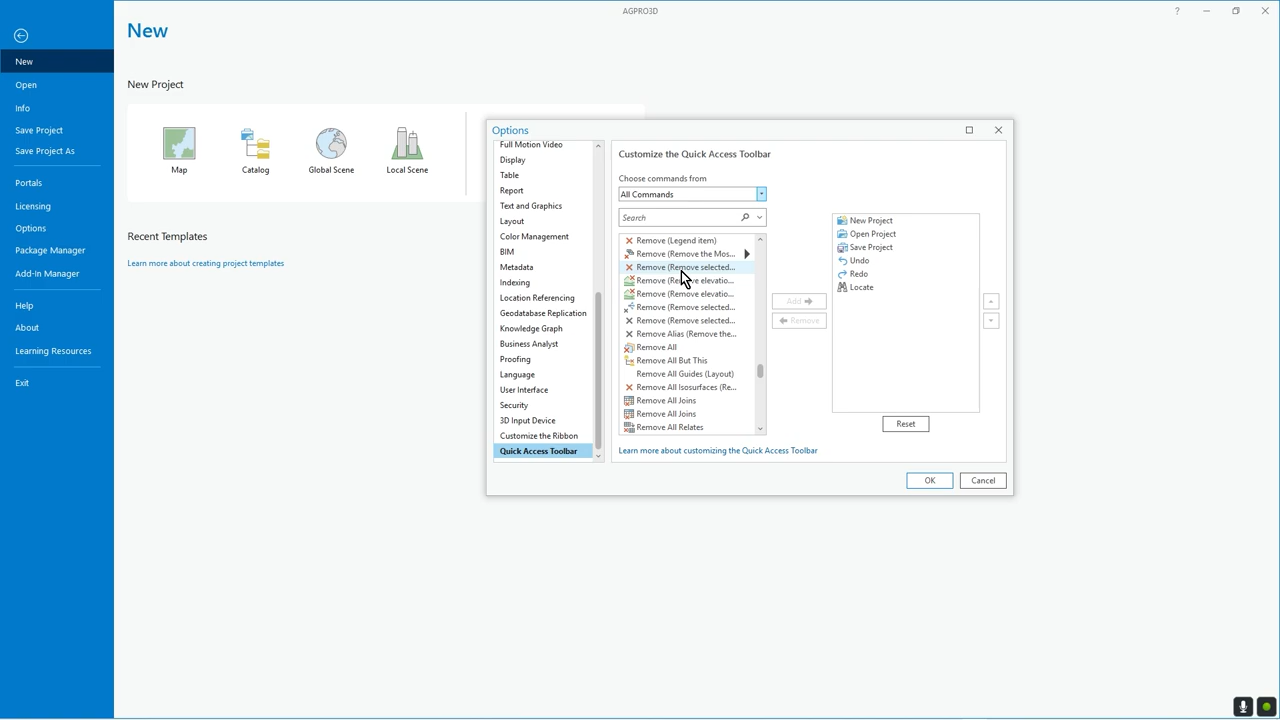 AGPRO3D
?
New
New
Open
Info
Save Project
Save Project As
Portals
Licensing
Options
Package Manager
Add-In Manager
Help
About
Learning Resources
Exit
New Project
Map
Catalog
Global Scene
Local Scene
Recent Templates
Learn more about creating project templates
Options
Full Motion Video
Display
Table
Report
Text and Graphics
Layout
Color Management
BIM
Metadata
Indexing
Location Referencing
Geodatabase Replication
Knowledge Graph
Business Analyst
Proofing
Language
User Interface
Security
3D Input Device
Customize the Ribbon
Quick Access Toolbar
Customize the Quick Access Toolbar
Choose commands from
All Commands
Search
Remove (Legend item)
Remove (Remove the Mos...
Remove (Remove selected...
Remove (Remove elevatio...
Remove (Remove elevatio...
Remove (Remove selected...
Remove (Remove selected...
Remove Alias (Remove the...
Remove All
Remove All But This
Remove All Guides (Layout)
Remove All Isosurfaces (Re...
Remove All Joins
Remove All Joins
Remove All Relates
Add
Remove
New Project
Open Project
Save Project
Undo
Redo
Locate
Reset
Learn more about customizing the Quick Access Toolbar
OK
Cancel